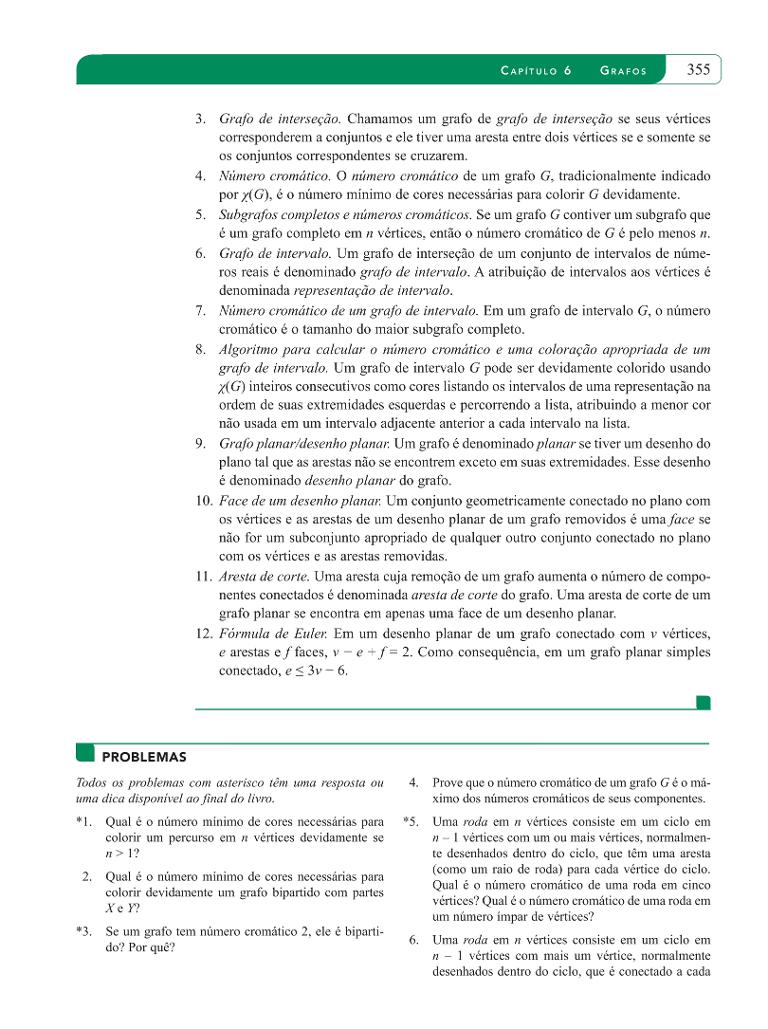 CAPÍTULO 6 GRAFOS 355
3. Grafo de interseção. Chamamos um grafo de grafo de interseção se seus vértices
corresponderem a conjuntos e ele tiver uma aresta entre dois vértices se e somente se
os conjuntos correspondentes se cruzarem.
4. Número cromático. O número cromático de um grafo G, tradicionalmente indicado
por χ(G), é o número mínimo de cores necessárias para colorir G devidamente.
5. Subgrafos completos e números cromáticos. Se um grafo G contiver um subgrafo que
é um grafo completo em n vértices, então o número cromático de G é pelo menos n.
6. Grafo de intervalo. Um grafo de interseção de um conjunto de intervalos de núme-
ros reais é denominado grafo de intervalo. A atribuição de intervalos aos vértices é
denominada representação de intervalo.
7. Número cromático de um grafo de intervalo. Em um grafo de intervalo G, o número
cromático é o tamanho do maior subgrafo completo.
8. Algoritmo para calcular o número cromático e uma coloração apropriada de um
grafo de intervalo. Um grafo de intervalo G pode ser devidamente colorido usando
χ(G) inteiros consecutivos como cores listando os intervalos de uma representação na
ordem de suas extremidades esquerdas e percorrendo a lista, atribuindo a menor cor
não usada em um intervalo adjacente anterior a cada intervalo na lista.
9. Grafo planar/desenho planar. Um grafo é denominado planar se tiver um desenho do
plano tal que as arestas não se encontrem exceto em suas extremidades. Esse desenho
é denominado desenho planar do grafo.
10. Face de um desenho planar. Um conjunto geometricamente conectado no plano com
os vértices e as arestas de um desenho planar de um grafo removidos é uma face se
não for um subconjunto apropriado de qualquer outro conjunto conectado no plano
com os vértices e as arestas removidas.
11. Aresta de corte. Uma aresta cuja remoção de um grafo aumenta o número de compo-
nentes conectados é denominada aresta de corte do grafo. Uma aresta de corte de um
grafo planar se encontra em apenas uma face de um desenho planar.
12. Fórmula de Euler. Em um desenho planar de um grafo conectado com v vértices,
e arestas e f faces, v − e + f = 2. Como consequência, em um grafo planar simples
conectado, e ≤ 3v − 6.
PROBLEMAS
Todos os problemas com asterisco têm uma resposta ou
uma dica disponível ao final do livro.
*1. Qual é o número mínimo de cores necessárias para
colorir um percurso em n vértices devidamente se
n > 1?
2. Qual é o número mínimo de cores necessárias para
colorir devidamente um grafo bipartido com partes
X e Y?
*3. Se um grafo tem número cromático 2, ele é biparti-
do? Por quê?
4. Prove que o número cromático de um grafo G é o má-
ximo dos números cromáticos de seus componentes.
*5. Uma roda em n vértices consiste em um ciclo em
n – 1 vértices com um ou mais vértices, normalmen-
te desenhados dentro do ciclo, que têm uma aresta
(como um raio de roda) para cada vértice do ciclo.
Qual é o número cromático de uma roda em cinco
vértices? Qual é o número cromático de uma roda em
um número ímpar de vértices?
6. Uma roda em n vértices consiste em um ciclo em
n – 1 vértices com mais um vértice, normalmente
desenhados dentro do ciclo, que é conectado a cada